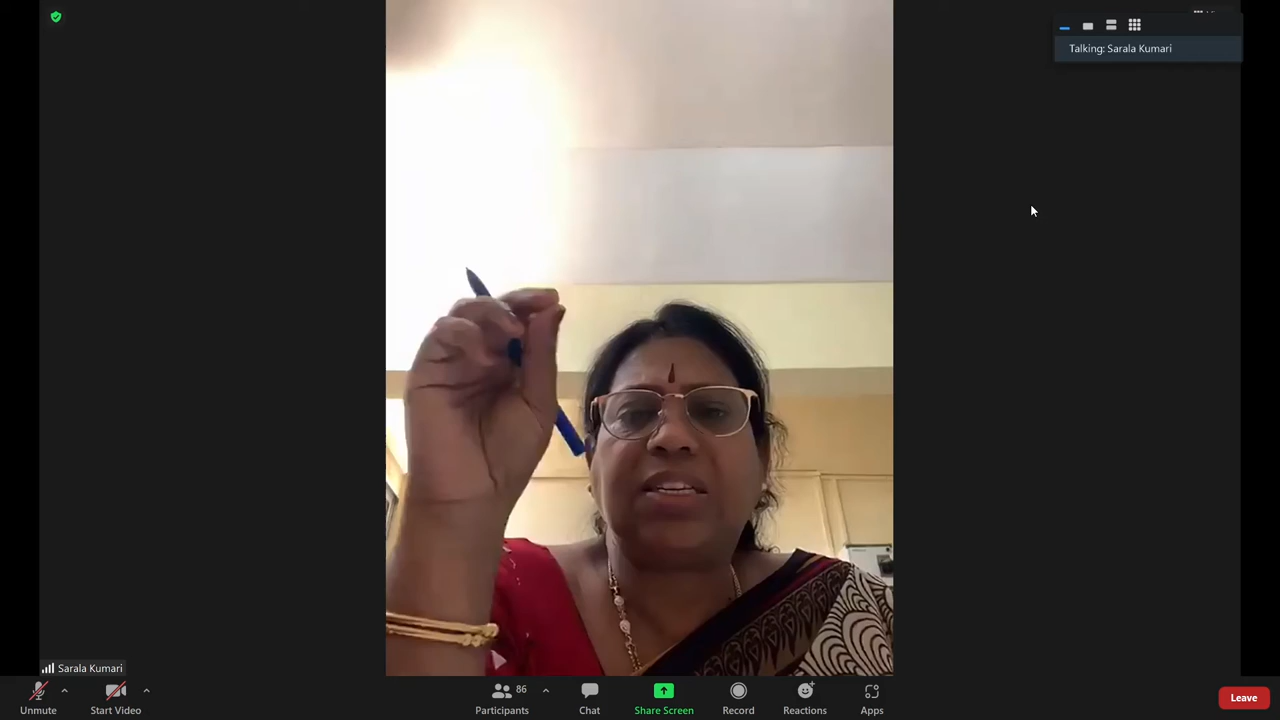 Talking: Sarala Kumari
Sarala Kumari
Unmute
Start Video
86
Participants
Chat
Share Screen
Record
Reactions
Apps
Leave